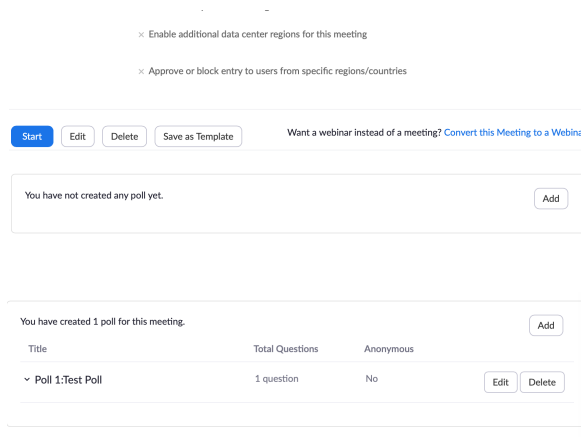 × Enable additional data center regions for this meeting
× Approve or block entry to users from specific regions/countries
Start Edit Delete Save as Template Want a webinar instead of a meeting? Convert this Meeting to a
You have not created any poll yet. Add
You have created 1 poll for this meeting. Add
Title Total Questions Anonymous
Poll 1:Test Poll 1 question No Edit Delete